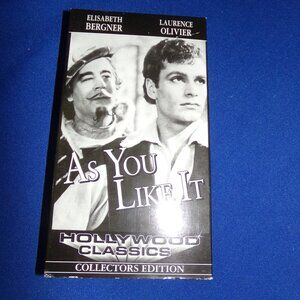 ELISABETH LAURENCE
BERGNER OLIVIER
AS YOU
LIKE IT
HOLLYWOOD
CLASSICS
COLLECTORS EDITION